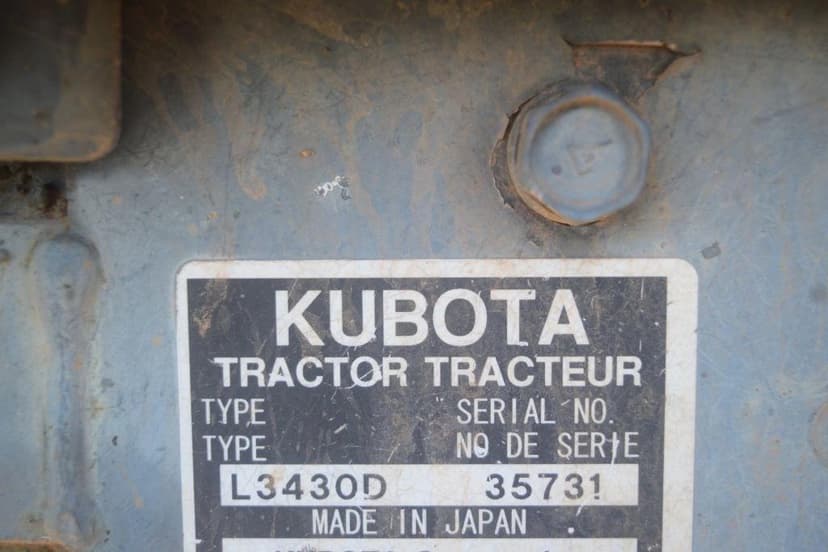 KUBOTA
TRACTOR TRACTEUR
TYPE SERIAL NO.
TYPE NO DE SERIE
L3430D 35731
MADE IN JAPAN